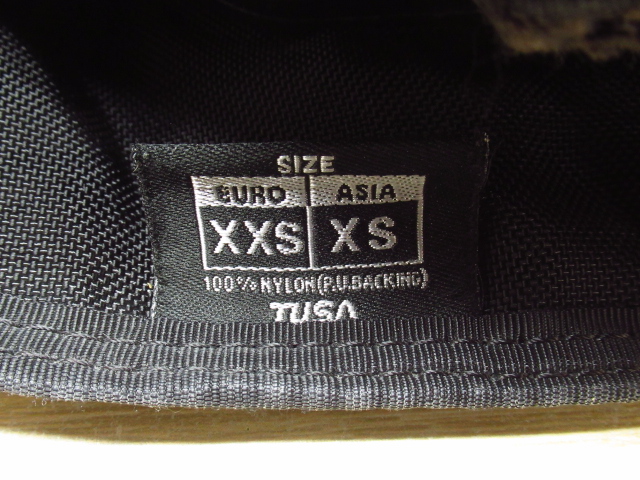 SIZE
EURO ASIA
XXS XS
100% NYLON(P.U.BACKING)
TUSA